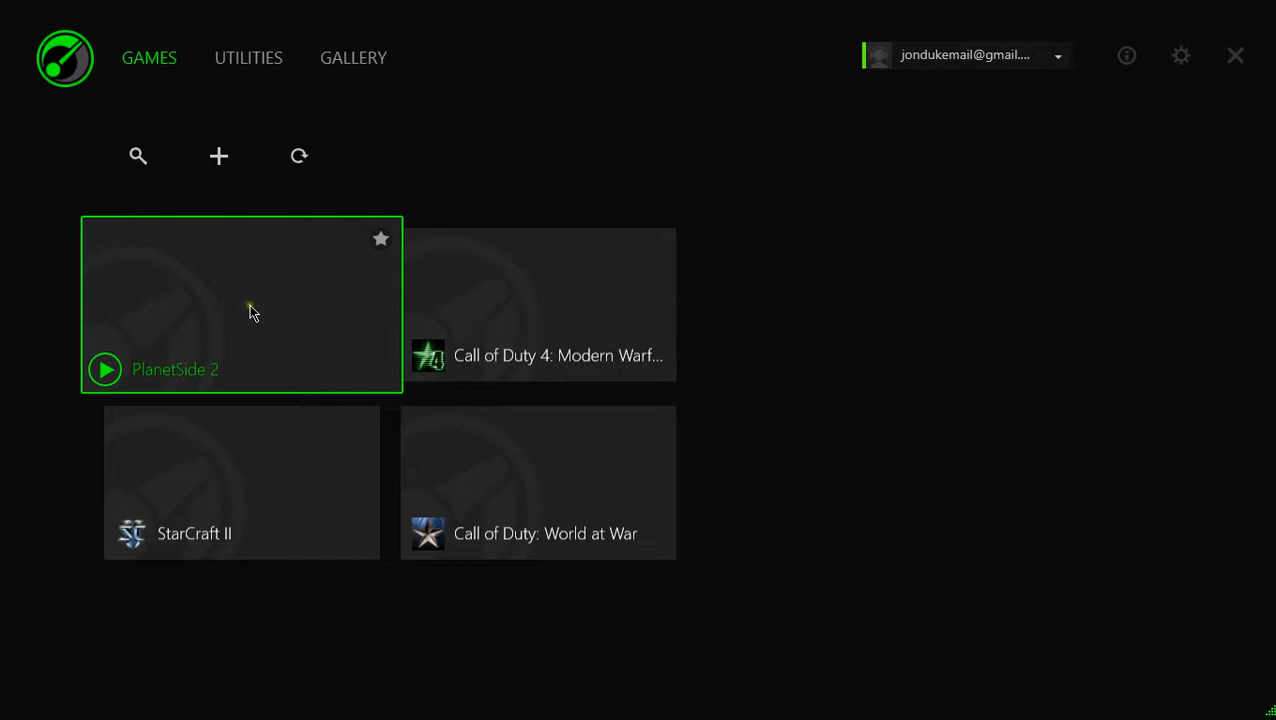 GAMES UTILITIES GALLERY jondukemail@gmail....
PlanetSide 2
Call of Duty 4: Modern Warf...
StarCraft II
Call of Duty: World at War